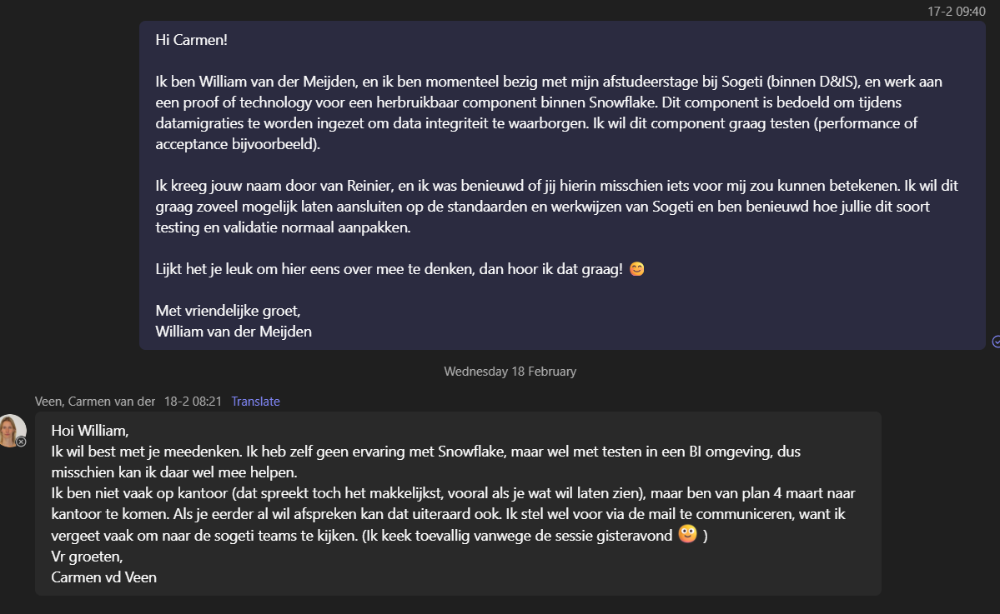 17-2 09:40
Hi Carmen!
Ik ben William van der Meijden, en ik ben momenteel bezig met mijn afstudeerstage bij Sogeti (binnen D&IS), en werk aan
een proof of technology voor een herbruikbaar component binnen Snowflake. Dit component is bedoeld om tijdens
datamigraties te worden ingezet om data integriteit te waarborgen. Ik wil dit component graag testen (performance of
acceptance bijvoorbeeld).
Ik kreeg jouw naam door van Reinier, en ik was benieuwd of jij hierin misschien iets voor mij zou kunnen betekenen. Ik wil dit
graag zoveel mogelijk laten aansluiten op de standaarden en werkwijzen van Sogeti en ben benieuwd hoe jullie dit soort
testing en validatie normaal aanpakken.
Lijkt het je leuk om hier eens over mee te denken, dan hoor ik dat graag! 😊
Met vriendelijke groet,
William van der Meijden
Wednesday 18 February
Veen, Carmen van der 18-2 08:21 Translate
Hoi William,
Ik wil best met je meedenken. Ik heb zelf geen ervaring met Snowflake, maar wel met testen in een BI omgeving, dus
misschien kan ik daar wel mee helpen.
Ik ben niet vaak op kantoor (dat spreekt toch het makkelijkst, vooral als je wat wil laten zien), maar ben van plan 4 maart naar
kantoor te komen. Als je eerder al wil afspreken kan dat uiteraard ook. Ik stel wel voor via de mail te communiceren, want ik
vergeet vaak om naar de sogeti teams te kijken. (Ik keek toevallig vanwege de sessie gisteravond 🙄 )
Vr groeten,
Carmen vd Veen